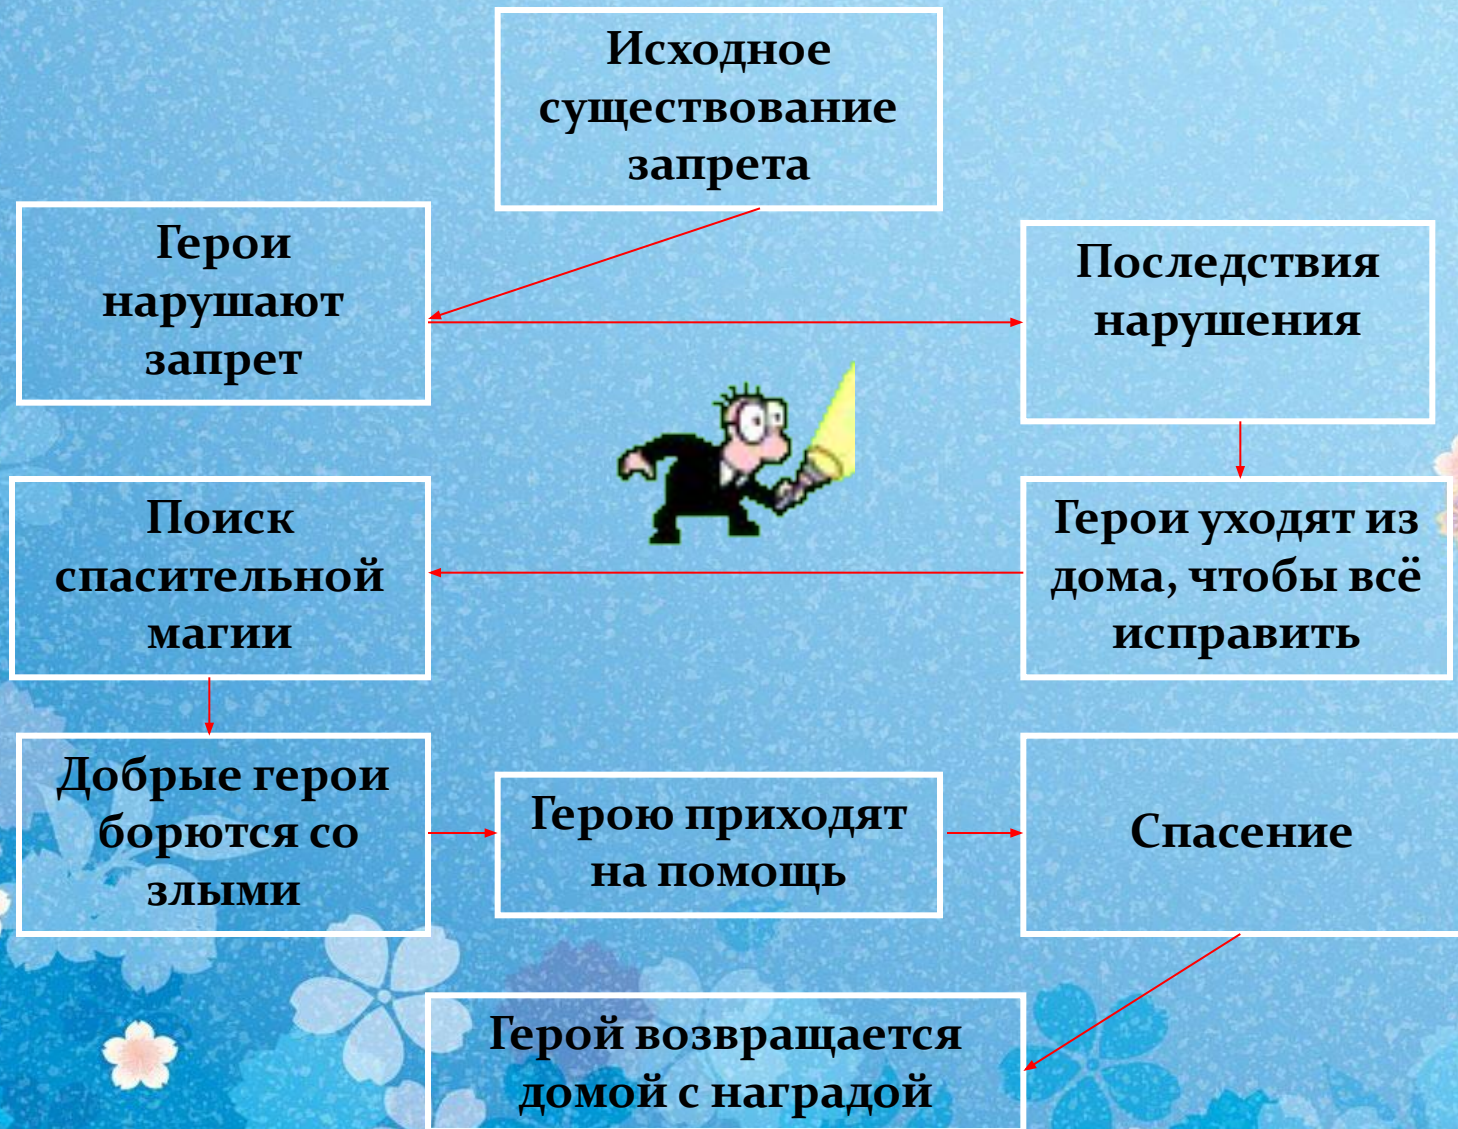 Исходное
существование
запрета
Герои
нарушают
запрет
Последствия
нарушения
Герои уходят из
дома, чтобы всё
исправить
Поиск
спасительной
магии
Добрые герои
борются со
злыми
Герою приходят
на помощь
Спасение
Герой возвращается
домой с наградой